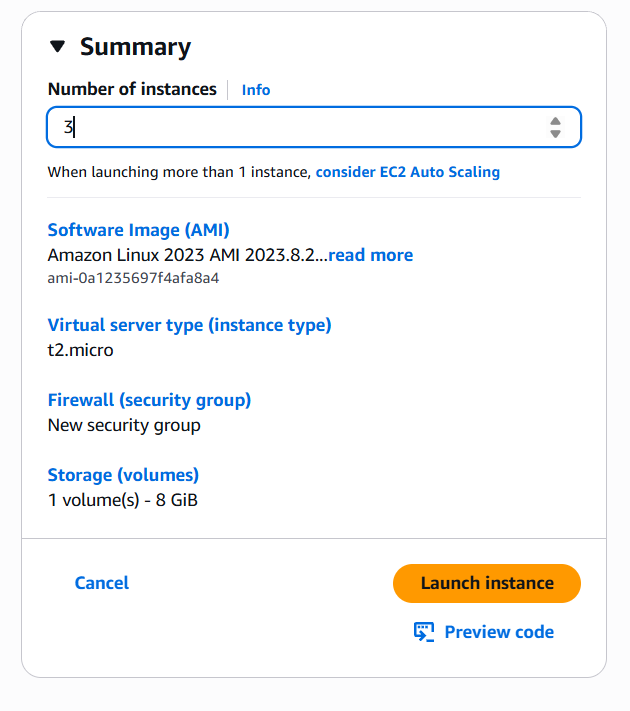 Summary
Number of instances Info
3
When launching more than 1 instance, consider EC2 Auto Scaling
Software Image (AMI)
Amazon Linux 2023 AMI 2023.8.2...read more
ami-0a1235697f4afa8a4
Virtual server type (instance type)
t2.micro
Firewall (security group)
New security group
Storage (volumes)
1 volume(s) - 8 GiB
Cancel Launch instance
Preview code